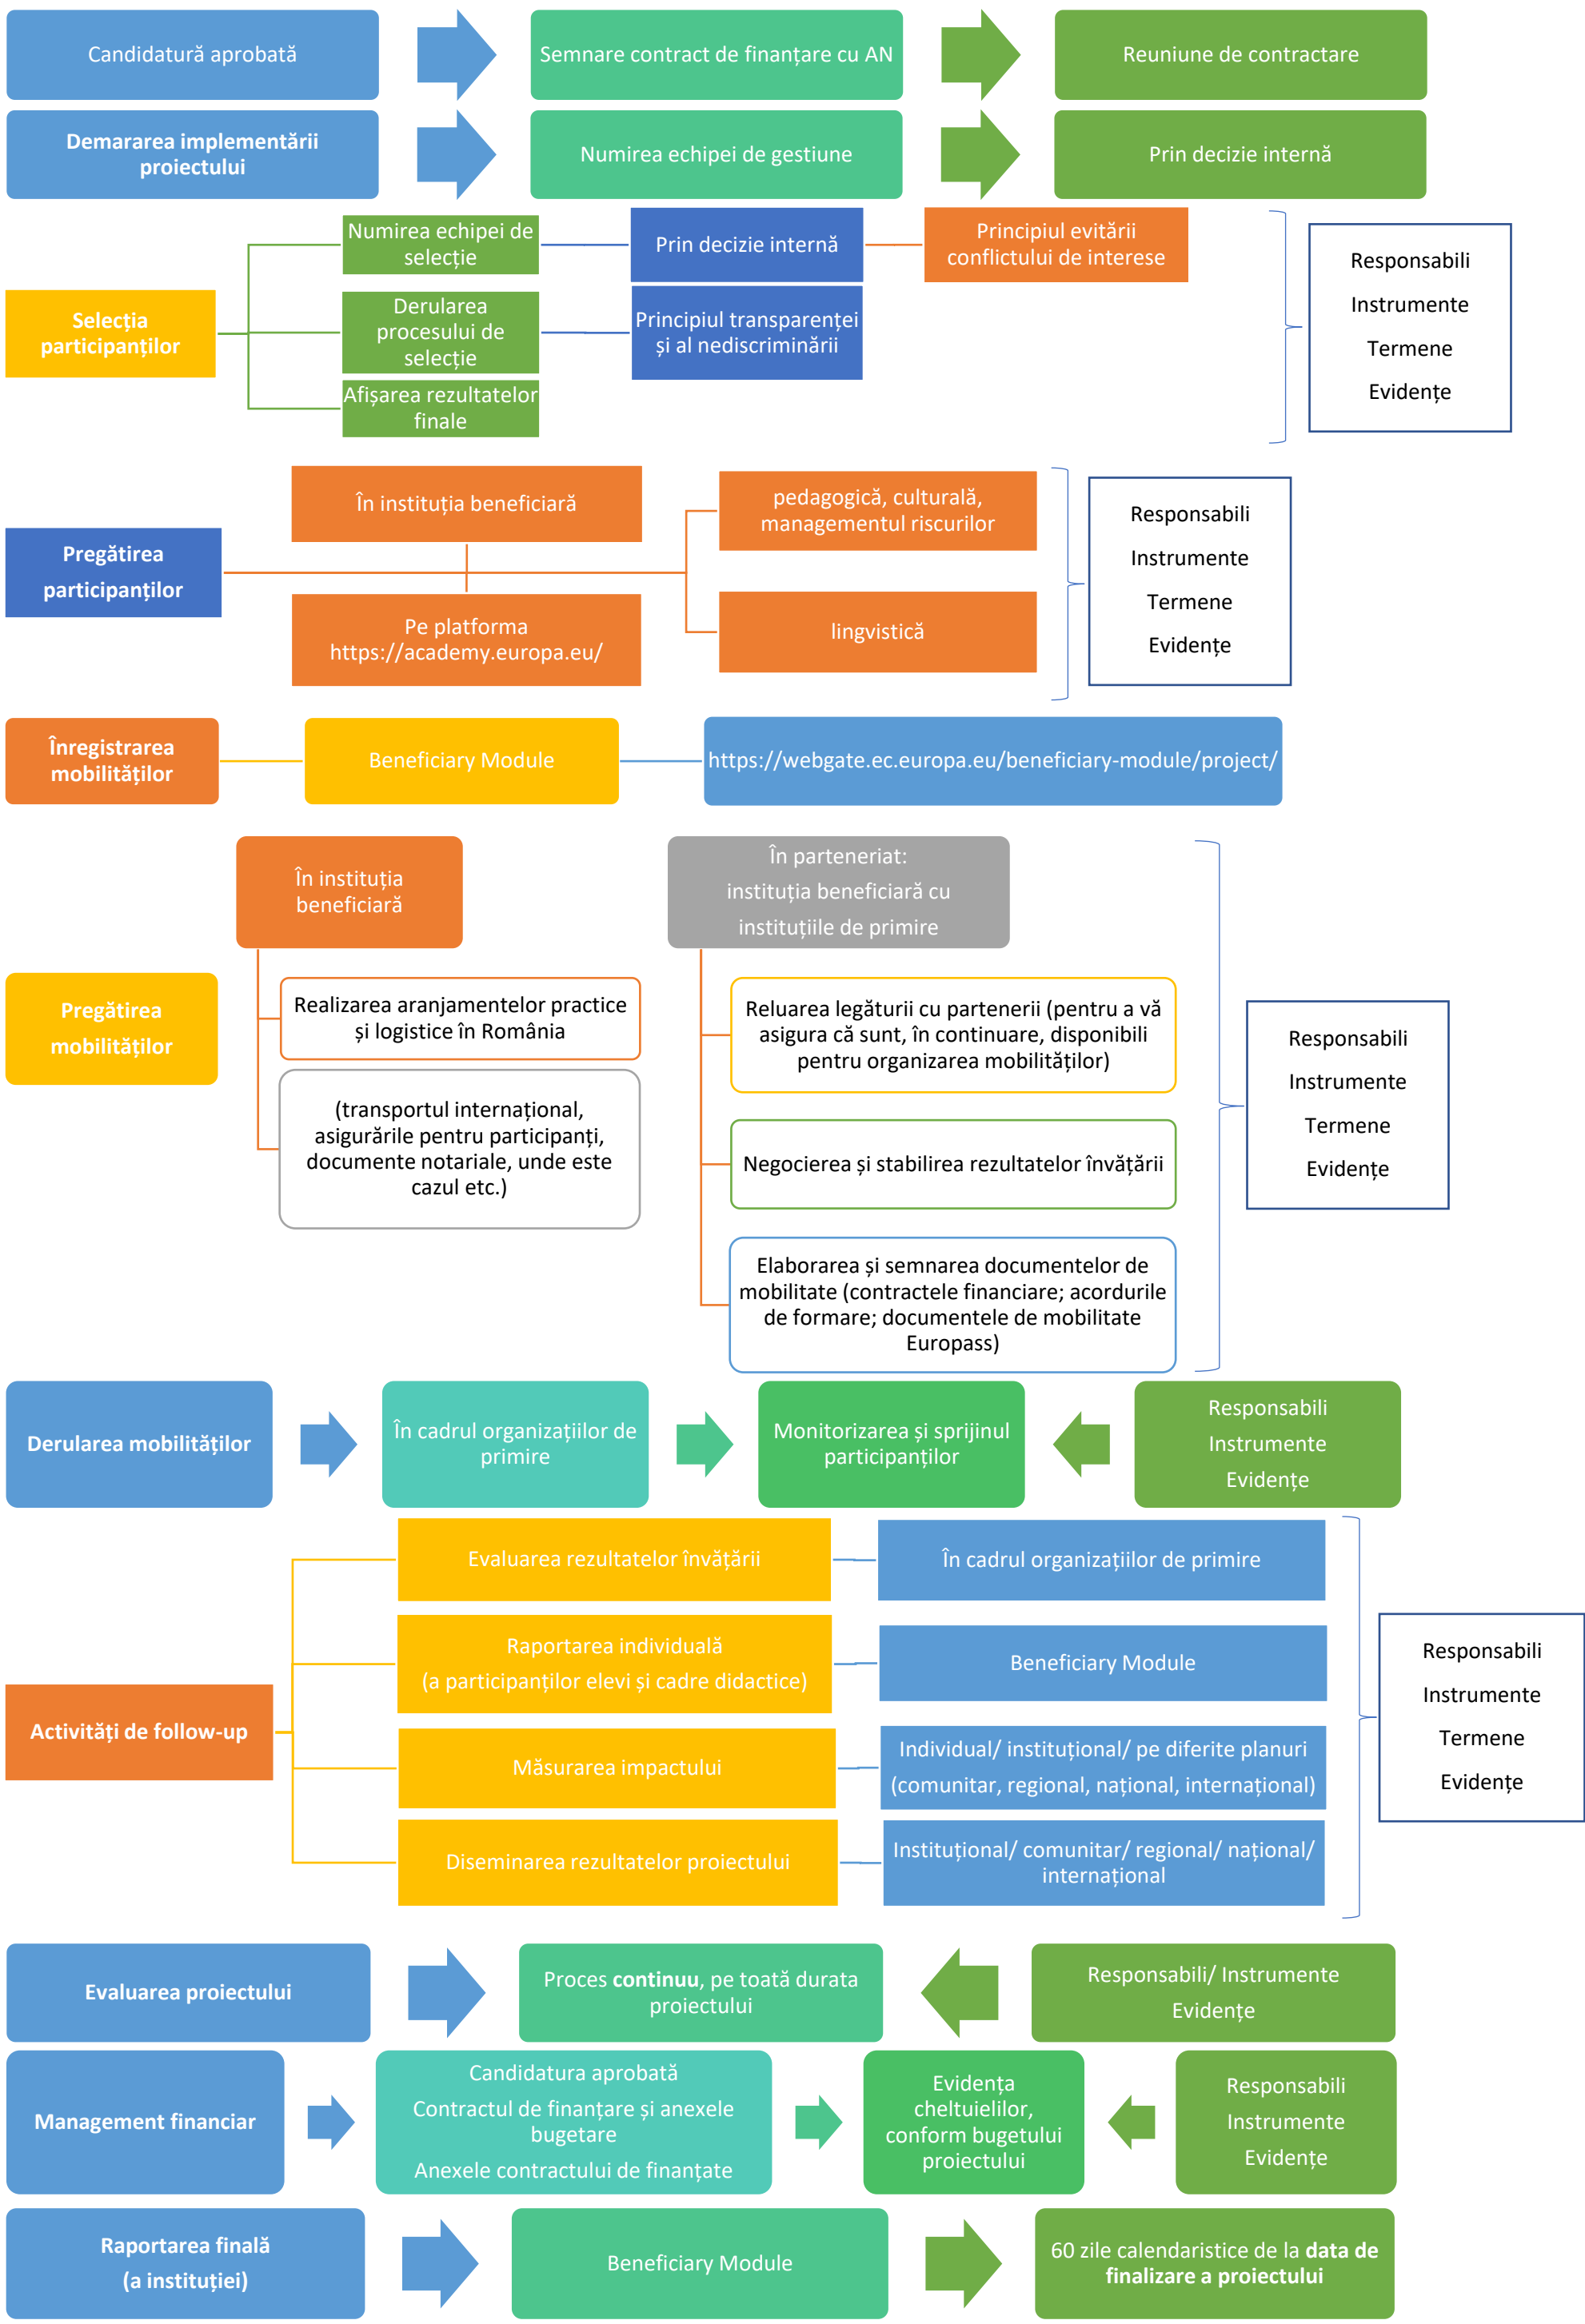 Candidatură aprobată
Semnare contract de finanțare cu AN
Reuniune de contractare
Demararea implementării
proiectului
Numirea echipei de gestiune
Prin decizie internă
Selecția
participanților
Numirea echipei de
selecție
Prin decizie internă
Principiul evitării
conflictului de interese
Derularea
procesului de
selecție
Principiul transparenței
și al nediscriminării
Afișarea rezultatelor
finale
Responsabili
Instrumente
Termene
Evidențe
Pregătirea
participanților
În instituția beneficiară
Pe platforma
https://academy.europa.eu/
pedagogică, culturală,
managementul riscurilor
lingvistică
Responsabili
Instrumente
Termene
Evidențe
Înregistrarea
mobilităților
Beneficiary Module
https://webgate.ec.europa.eu/beneficiary-module/project/
Pregătirea
mobilităților
În instituția
beneficiară
Realizarea aranjamentelor practice
și logistice în România
(transportul internațional,
asigurările pentru participanți,
documente notariale, unde este
cazul etc.)
În parteneriat:
instituția beneficiară cu
instituțiile de primire
Reluarea legăturii cu partenerii (pentru a vă
asigura că sunt, în continuare, disponibili
pentru organizarea mobilităților)
Negocierea și stabilirea rezultatelor învățării
Elaborarea și semnarea documentelor de
mobilitate (contractele financiare; acordurile
de formare; documentele de mobilitate
Europass)
Responsabili
Instrumente
Termene
Evidențe
Derularea mobilităților
În cadrul organizațiilor de
primire
Monitorizarea și sprijinul
participanților
Responsabili
Instrumente
Evidențe
Activități de follow-up
Evaluarea rezultatelor învățării
În cadrul organizațiilor de primire
Raportarea individuală
(a participanților elevi și cadre didactice)
Beneficiary Module
Măsurarea impactului
Individual/ instituțional/ pe diferite planuri
(comunitar, regional, național, internațional)
Diseminarea rezultatelor proiectului
Instituțional/ comunitar/ regional/ național/
internațional
Responsabili
Instrumente
Termene
Evidențe
Evaluarea proiectului
Proces continuu, pe toată durata
proiectului
Responsabili/ Instrumente
Evidențe
Management financiar
Candidatura aprobată
Contractul de finanțare și anexele
bugetare
Anexele contractului de finanțate
Evidența
cheltuielilor,
conform bugetului
proiectului
Responsabili
Instrumente
Evidențe
Raportarea finală
(a instituției)
Beneficiary Module
60 zile calendaristice de la data de
finalizare a proiectului